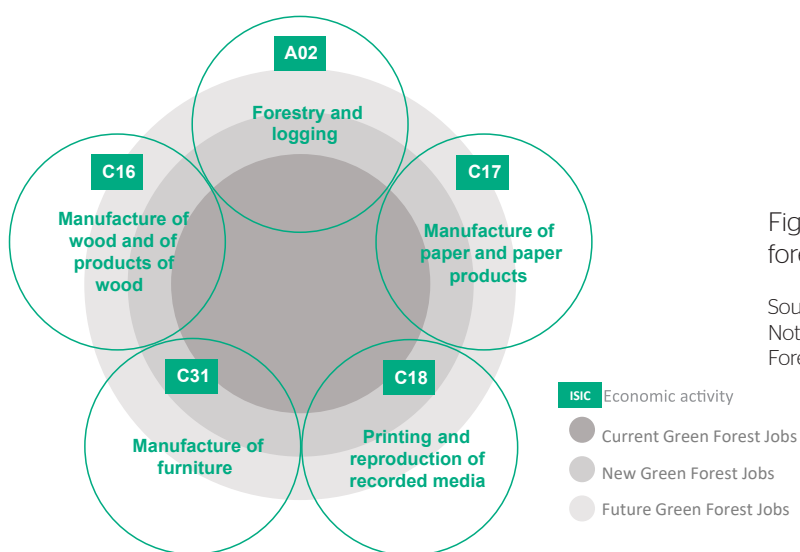 A02
Forestry and
logging
C16
Manufacture of
wood and of
products of
wood
C17
Manufacture of
paper and paper
products
C31
Manufacture of
furniture
C18
Printing and
reproduction of
recorded media
ISIC Economic activity
Current Green Forest Jobs
New Green Forest Jobs
Future Green Forest Jobs